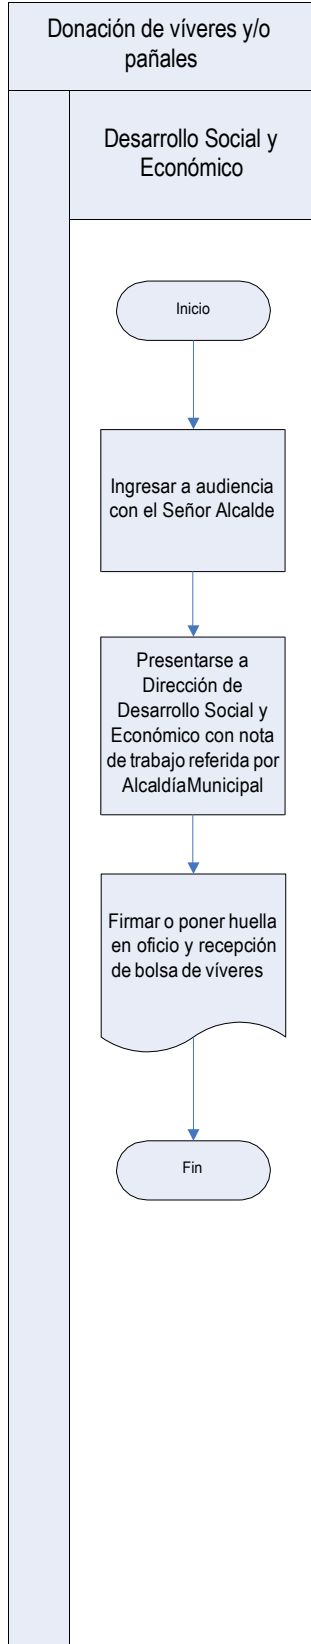 Donación de víveres y/o
pañales
Desarrollo Social y
Económico
Inicio
Ingresar a audiencia
con el Señor Alcalde
Presentarse a
Dirección de
Desarrollo Social y
Económico con nota
de trabajo referida por
AlcaldíaMunicipal
Firmar o poner huella
en oficio y recepción
de bolsa de víveres
Fin